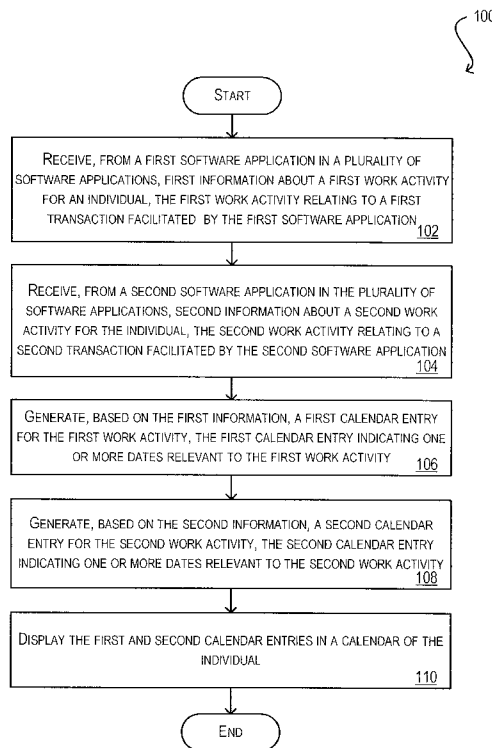 100
START
RECEIVE, FROM A FIRST SOFTWARE APPLICATION IN A PLURALITY OF
SOFTWARE APPLICATIONS, FIRST INFORMATION ABOUT A FIRST WORK ACTIVITY
FOR AN INDIVIDUAL, THE FIRST WORK ACTIVITY RELATING TO A FIRST
TRANSACTION FACILITATED BY THE FIRST SOFTWARE APPLICATION
102
RECEIVE, FROM A SECOND SOFTWARE APPLICATION IN THE PLURALITY OF
SOFTWARE APPLICATIONS, SECOND INFORMATION ABOUT A SECOND WORK
ACTIVITY FOR THE INDIVIDUAL, THE SECOND WORK ACTIVITY RELATING TO A
SECOND TRANSACTION FACILITATED BY THE SECOND SOFTWARE APPLICATION
104
GENERATE, BASED ON THE FIRST INFORMATION, A FIRST CALENDAR ENTRY
FOR THE FIRST WORK ACTIVITY, THE FIRST CALENDAR ENTRY INDICATING ONE
OR MORE DATES RELEVANT TO THE FIRST WORK ACTIVITY
106
GENERATE, BASED ON THE SECOND INFORMATION, A SECOND CALENDAR
ENTRY FOR THE SECOND WORK ACTIVITY, THE SECOND CALENDAR ENTRY
INDICATING ONE OR MORE DATES RELEVANT TO THE SECOND WORK ACTIVITY
108
DISPLAY THE FIRST AND SECOND CALENDAR ENTRIES IN A CALENDAR OF THE
INDIVIDUAL
110
END